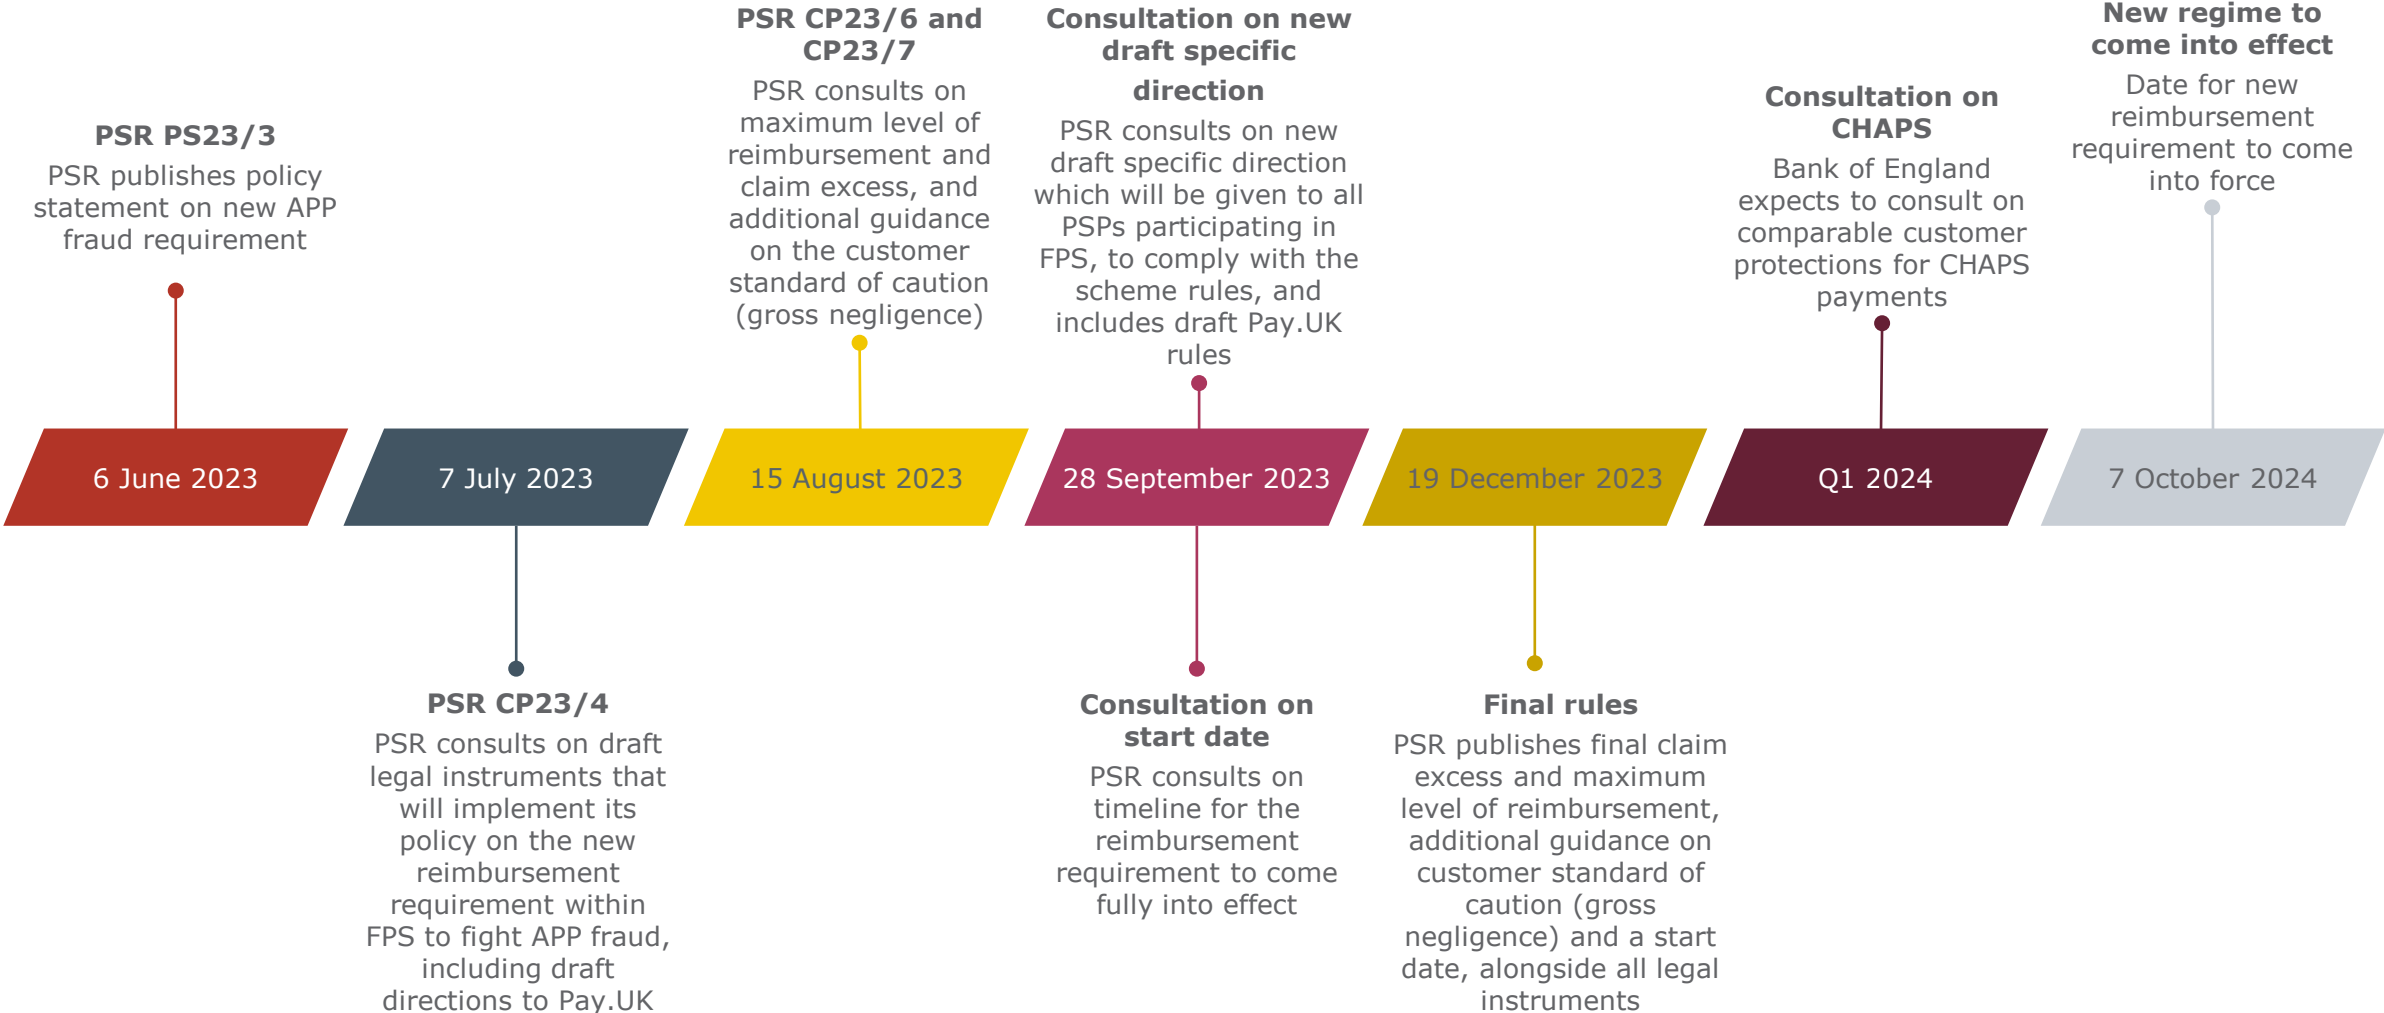 PSR PS23/3
PSR publishes policy
statement on new APP
fraud requirement
PSR CP23/6 and
CP23/7
PSR consults on
maximum level of
reimbursement and
claim excess, and
additional guidance
on the customer
standard of caution
(gross negligence)
Consultation on new
draft specific
direction
PSR consults on new
draft specific direction
which will be given to all
PSPs participating in
FPS, to comply with the
scheme rules, and
includes draft Pay.UK
rules
Consultation on
CHAPS
Bank of England
expects to consult on
comparable customer
protections for CHAPS
payments
New regime to
come into effect
Date for new
reimbursement
requirement to come
into force
6 June 2023
7 July 2023
15 August 2023
28 September 2023
19 December 2023
Q1 2024
7 October 2024
PSR CP23/4
PSR consults on draft
legal instruments that
will implement its
policy on the new
reimbursement
requirement within
FPS to fight APP fraud,
including draft
directions to Pay.UK
Consultation on
start date
PSR consults on
timeline for the
reimbursement
requirement to come
fully into effect
Final rules
PSR publishes final claim
excess and maximum
level of reimbursement,
additional guidance on
customer standard of
caution (gross
negligence) and a start
date, alongside all legal
instruments